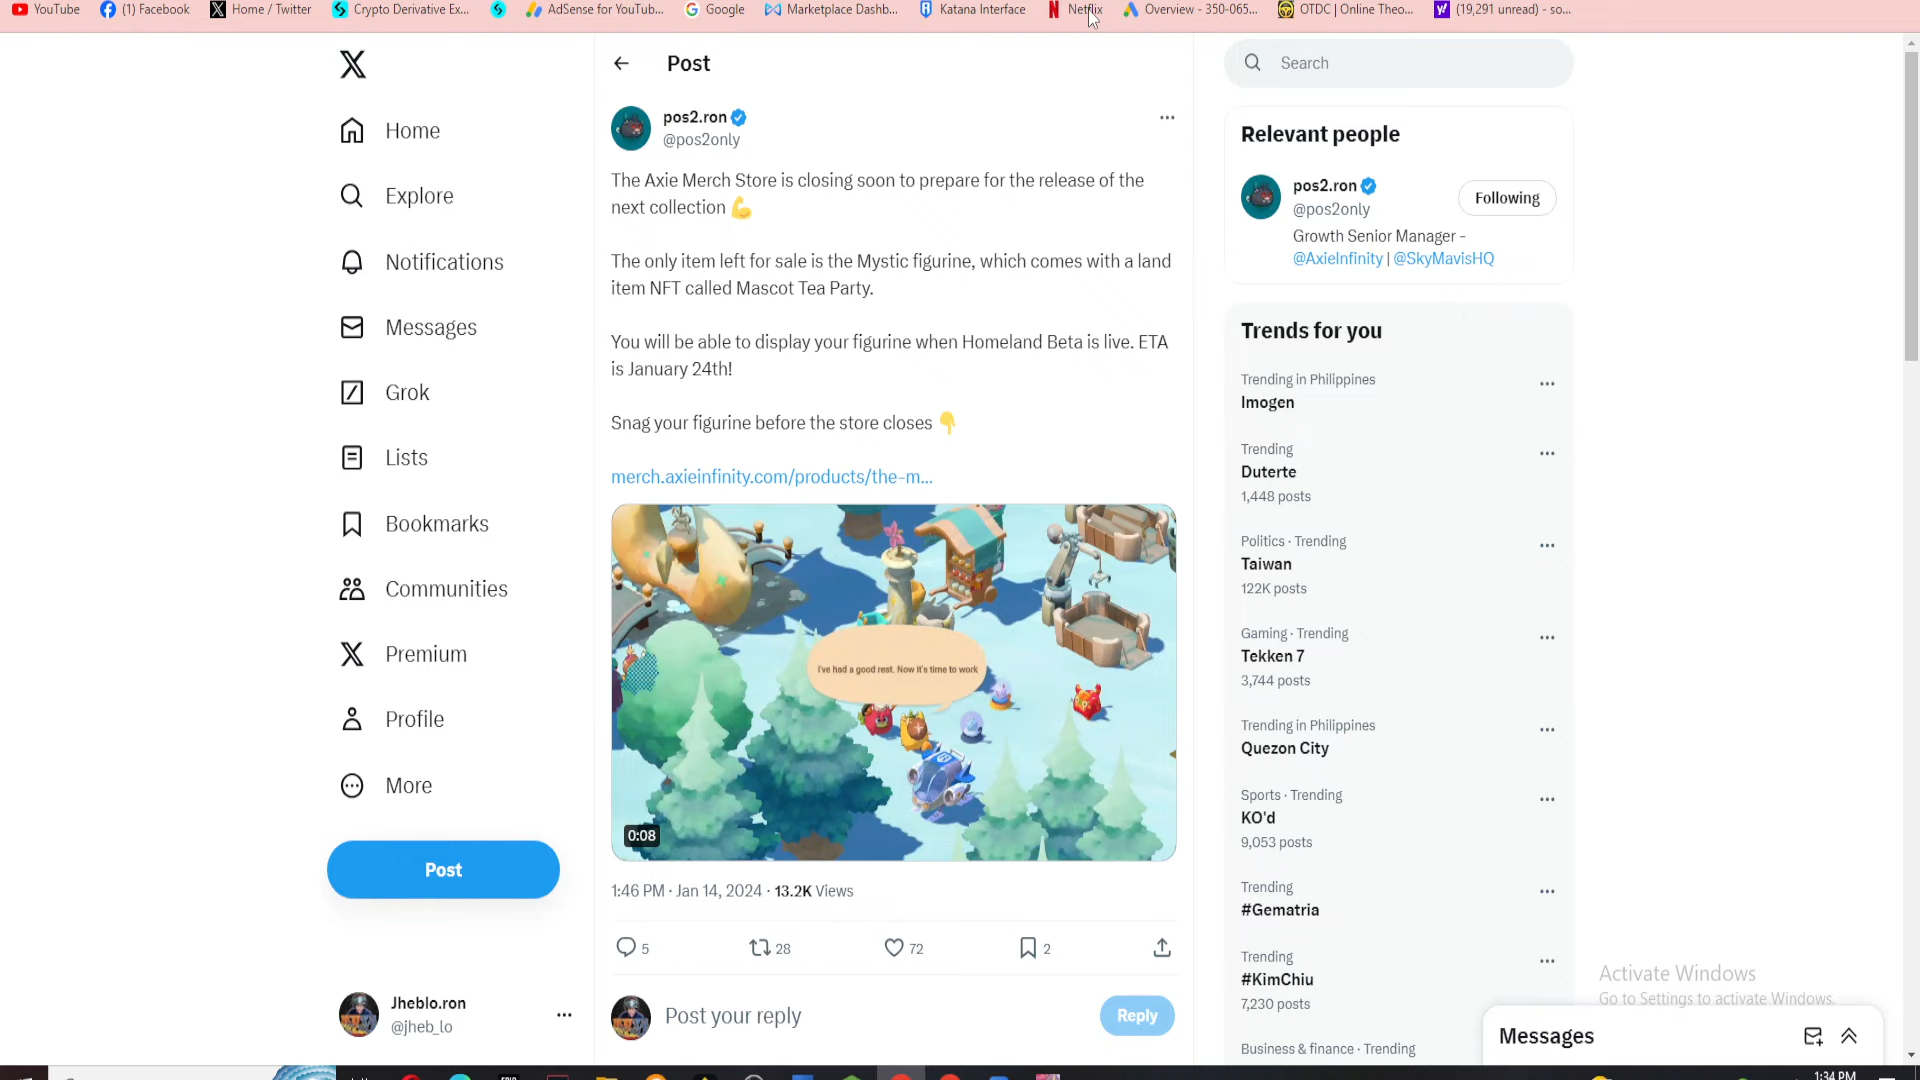 YouTube
(1) Facebook
Home / Twitter
Crypto Derivative Ex...
AdSense for YouTub...
Google
Marketplace Dashb...
Katana Interface
Netflix
Overview - 350-065...
OTDC | Online Theo...
(19,291 unread) - so...
Home
Explore
Notifications
Messages
Grok
Lists
Bookmarks
Communities
Premium
Profile
More
Post
Jheblo.ron
@jheb_lo
Post
pos2.ron
@pos2only
The Axie Merch Store is closing soon to prepare for the release of the
next collection 💪
The only item left for sale is the Mystic figurine, which comes with a land
item NFT called Mascot Tea Party.
You will be able to display your figurine when Homeland Beta is live. ETA
is January 24th!
Snag your figurine before the store closes 👇
merch.axieinfinity.com/products/the-m...
I've had a good rest. Now it's time to work
0:08
1:46 PM · Jan 14, 2024 · 13.2K Views
5
28
72
2
Post your reply
Reply
Search
Relevant people
pos2.ron
@pos2only
Following
Growth Senior Manager -
@AxieInfinity | @SkyMavisHQ
Trends for you
Trending in Philippines
Imogen
Trending
Duterte
1,448 posts
Politics · Trending
Taiwan
122K posts
Gaming · Trending
Tekken 7
3,744 posts
Trending in Philippines
Quezon City
Sports · Trending
KO'd
9,053 posts
Trending
#Gematria
Trending
#KimChiu
7,230 posts
Business & finance · Trending
Activate Windows
Go to Settings to activate Windows.
Messages
1:34 PM